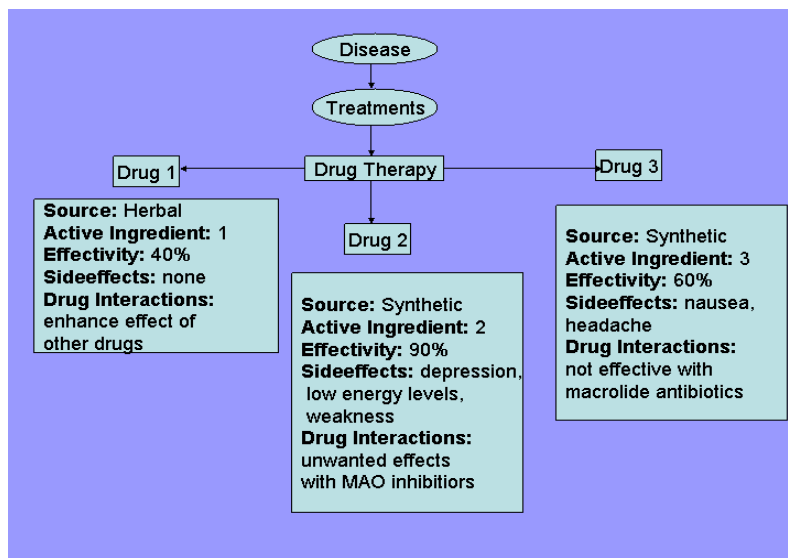 Disease
Treatments
Drug Therapy
Drug 1
Source: Herbal
Active Ingredient: 1
Effectivity: 40%
Sideeffects: none
Drug Interactions:
enhance effect of
other drugs
Drug 2
Source: Synthetic
Active Ingredient: 2
Effectivity: 90%
Sideeffects: depression,
low energy levels,
weakness
Drug Interactions:
unwanted effects
with MAO inhibitiors
Drug 3
Source: Synthetic
Active Ingredient: 3
Effectivity: 60%
Sideeffects: nausea,
headache
Drug Interactions:
not effective with
macrolide antibiotics